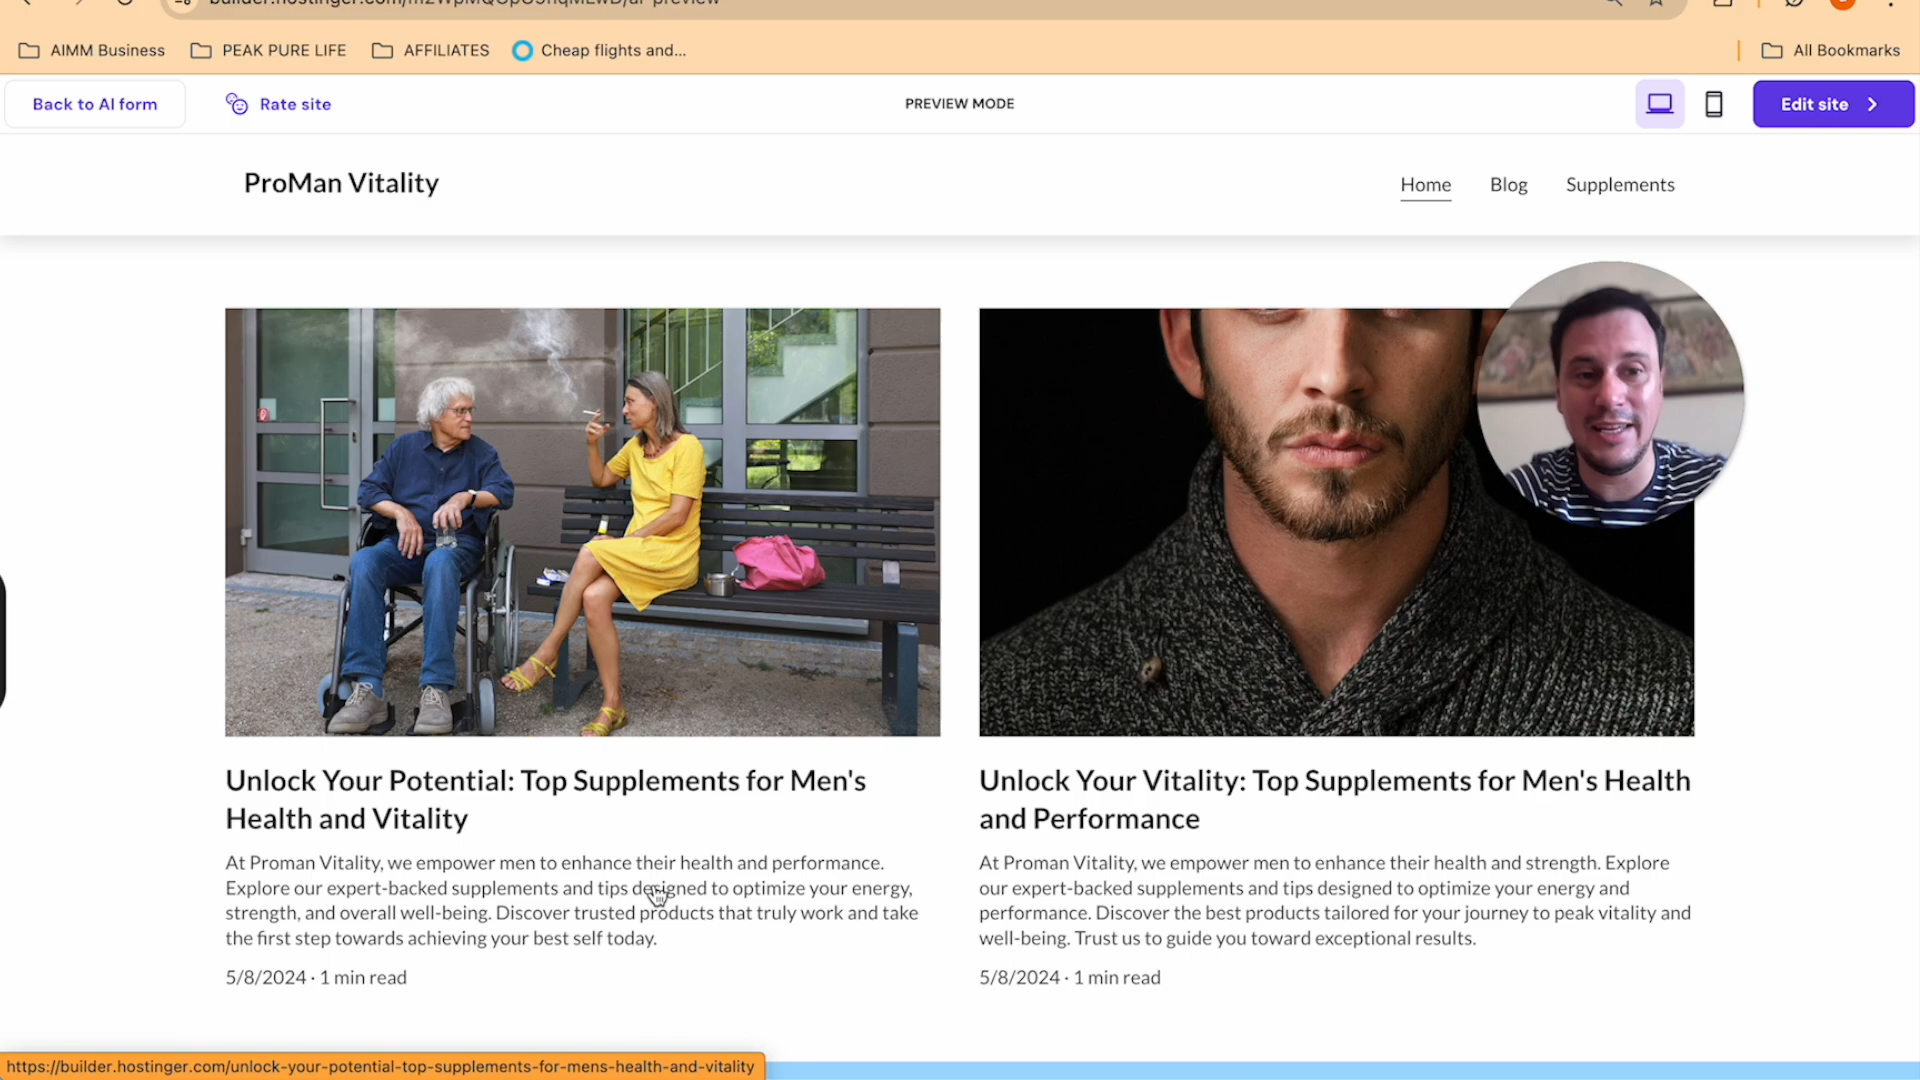 AIMM Business
PEAK PURE LIFE
AFFILIATES
Cheap flights and...
All Bookmarks
Back to AI form
Rate site
PREVIEW MODE
Edit site
ProMan Vitality
Home
Blog
Supplements
Unlock Your Potential: Top Supplements for Men's
Health and Vitality
At Proman Vitality, we empower men to enhance their health and performance.
Explore our expert-backed supplements and tips designed to optimize your energy,
strength, and overall well-being. Discover trusted products that truly work and take
the first step towards achieving your best self today.
5/8/2024 · 1 min read
Unlock Your Vitality: Top Supplements for Men's Health
and Performance
At Proman Vitality, we empower men to enhance their health and strength. Explore
our expert-backed supplements and tips designed to optimize your energy and
performance. Discover the best products tailored for your journey to peak vitality and
well-being. Trust us to guide you toward exceptional results.
5/8/2024 · 1 min read
https://builder.hostinger.com/unlock-your-potential-top-supplements-for-mens-health-and-vitality